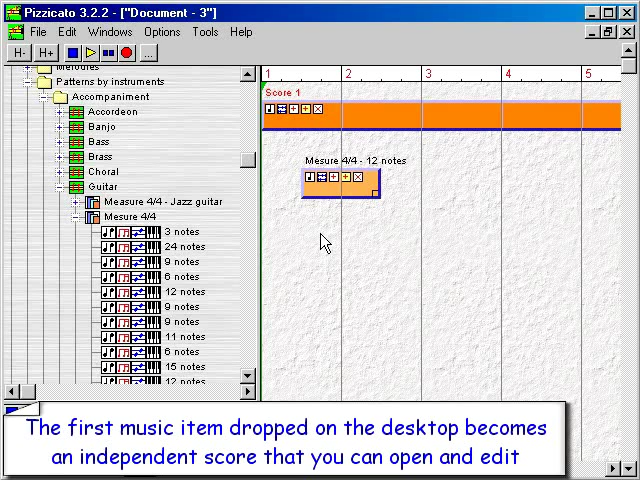 Pizzicato 3.2.2 - ["Document - 3"]
File Edit Windows Options Tools Help
H- H+ ...
Patterns by instruments
Accompaniment
Accordeon
Banjo
Bass
Brass
Choral
Guitar
Measure 4/4 - Jazz guitar
Mesure 4/4
3 notes
24 notes
9 notes
6 notes
12 notes
9 notes
9 notes
11 notes
6 notes
15 notes
12 notes
1 2 3 4 5
Score 1
Mesure 4/4 - 12 notes
The first music item dropped on the desktop becomes
an independent score that you can open and edit